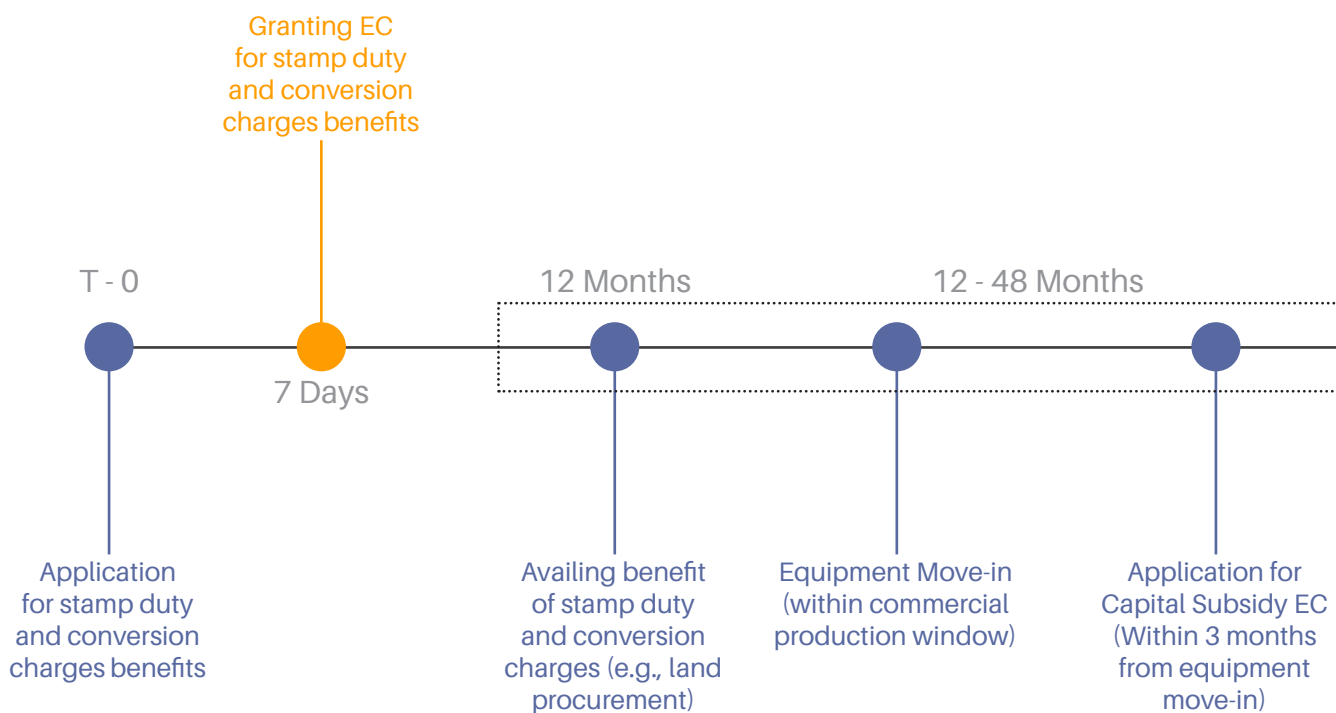 Granting EC
for stamp duty
and conversion
charges benefits
T - 0
12 Months
12 - 48 Months
7 Days
Application
for stamp duty
and conversion
charges benefits
Availing benefit
of stamp duty
and conversion
charges (e.g., land
procurement)
Equipment Move-in
(within commercial
production window)
Application for
Capital Subsidy EC
(Within 3 months
from equipment
move-in)